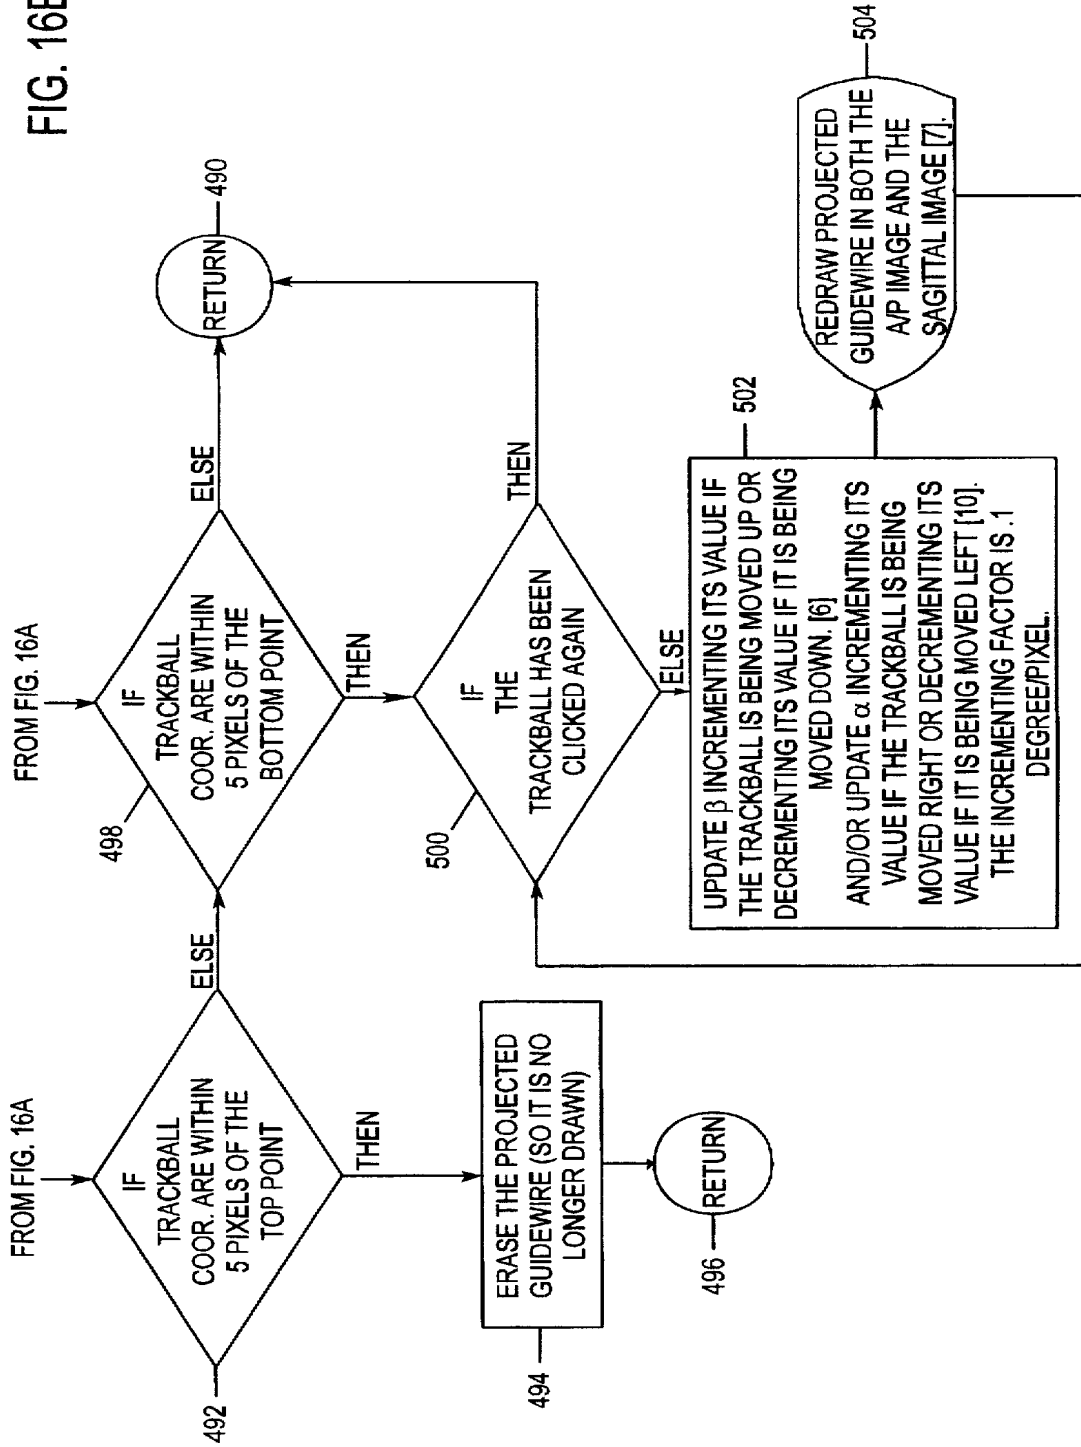 FIG. 16B
FROM FIG. 16A
IF
TRACKBALL
COOR. ARE WITHIN
5 PIXELS OF THE
TOP POINT
492
ELSE
THEN
ERASE THE PROJECTED
GUIDEWIRE (SO IT IS NO
LONGER DRAWN)
494
RETURN
496
FROM FIG. 16A
IF
TRACKBALL
COOR. ARE WITHIN
5 PIXELS OF THE
BOTTOM POINT
498
ELSE
RETURN
490
THEN
IF
THE
TRACKBALL HAS BEEN
CLICKED AGAIN
500
THEN
ELSE
UPDATE β INCREMENTING ITS VALUE IF
THE TRACKBALL IS BEING MOVED UP OR
DECREMENTING ITS VALUE IF IT IS BEING
MOVED DOWN. [6]
AND/OR UPDATE α INCREMENTING ITS
VALUE IF THE TRACKBALL IS BEING
MOVED RIGHT OR DECREMENTING ITS
VALUE IF IT IS BEING MOVED LEFT [10].
THE INCREMENTING FACTOR IS .1
DEGREE/PIXEL.
502
REDRAW PROJECTED
GUIDEWIRE IN BOTH THE
A/P IMAGE AND THE
SAGITTAL IMAGE [7].
504